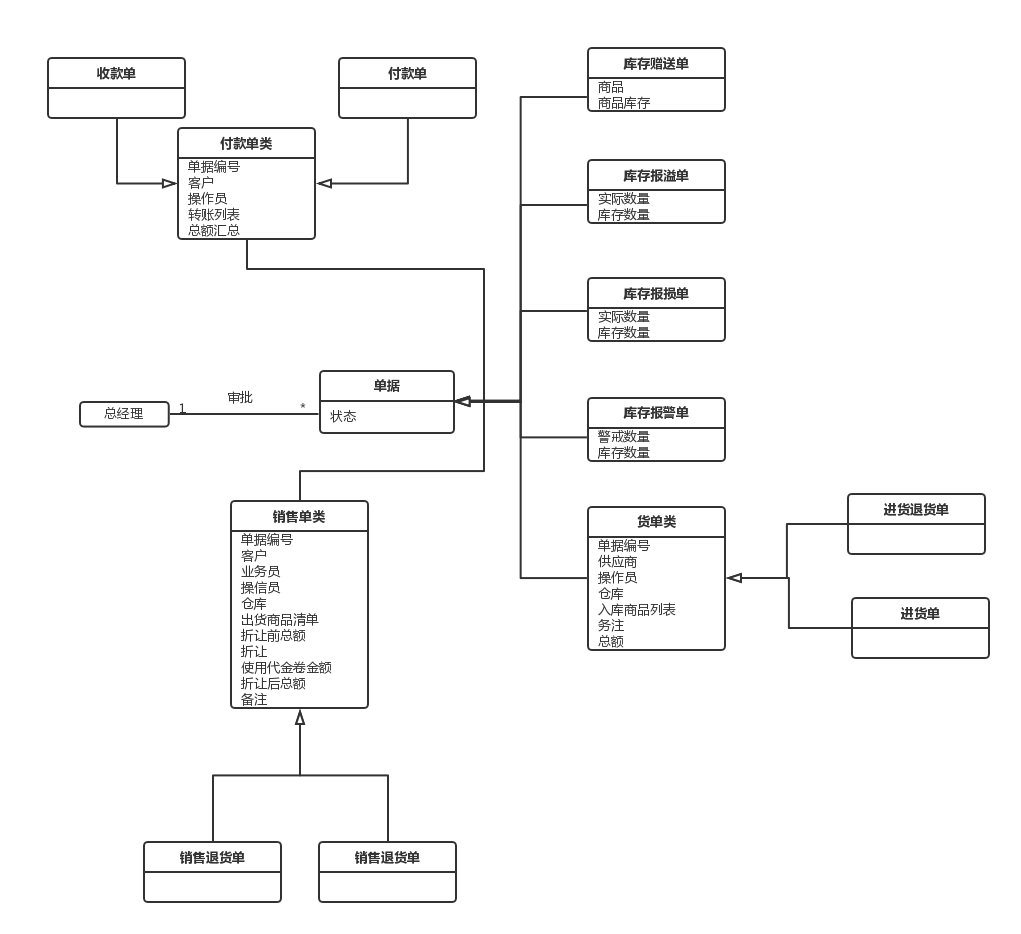 收款单
付款单
付款单类
单据编号
客户
操作员
转账列表
总额汇总
库存赠送单
商品
商品库存
库存报溢单
实际数量
库存数量
库存报损单
实际数量
库存数量
总经理
1
审批
*
单据
状态
库存报警单
警戒数量
库存数量
销售单类
单据编号
客户
业务员
操信员
仓库
出货商品清单
折让前总额
折让
使用代金卷金额
折让后总额
备注
货单类
单据编号
供应商
操作员
仓库
入库商品列表
务注
总额
进货退货单
进货单
销售退货单
销售退货单